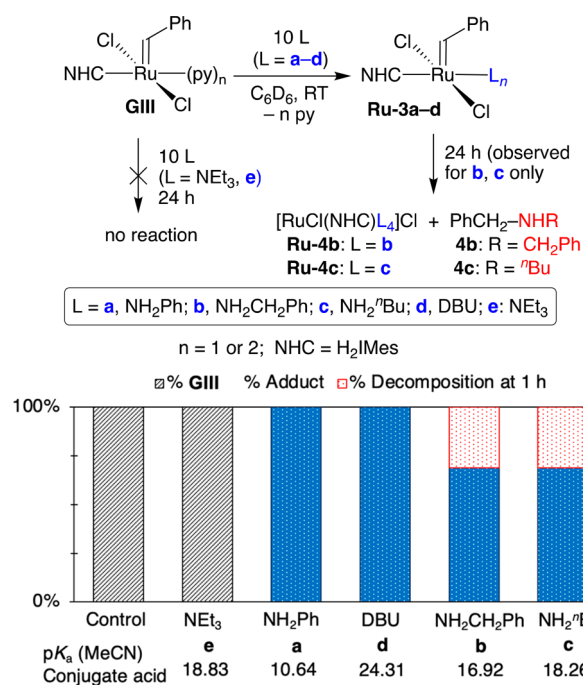 Ph
Cl
NHC–Ru–(py)n
Cl
GIII
10 L
(L = a–d)
C6D6, RT
– n py
Ph
Cl
NHC–Ru–Ln
Cl
Ru-3a–d
10 L
(L = NEt3, e)
24 h
no reaction
24 h (observed
for b, c only
[RuCl(NHC)L4]Cl + PhCH2–NHR
Ru-4b: L = b 4b: R = CH2Ph
Ru-4c: L = c 4c: R = nBu
L = a, NH2Ph; b, NH2CH2Ph; c, NH2nBu; d, DBU; e: NEt3
n = 1 or 2; NHC = H2IMes
% GIII % Adduct % Decomposition at 1 h
100%
0%
Control NEt3 NH2Ph DBU NH2CH2Ph NH2nB
e a d b c
pKa (MeCN)
Conjugate acid 18.83 10.64 24.31 16.92 18.26